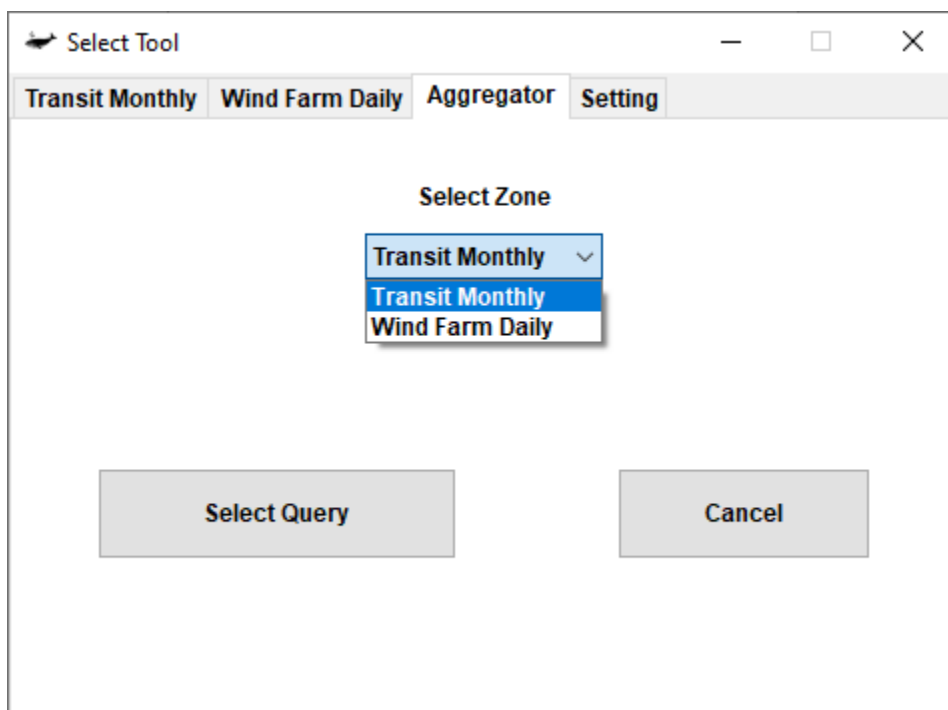 Select Tool
Transit Monthly Wind Farm Daily Aggregator Setting
Select Zone
Transit Monthly
Transit Monthly
Wind Farm Daily
Select Query Cancel